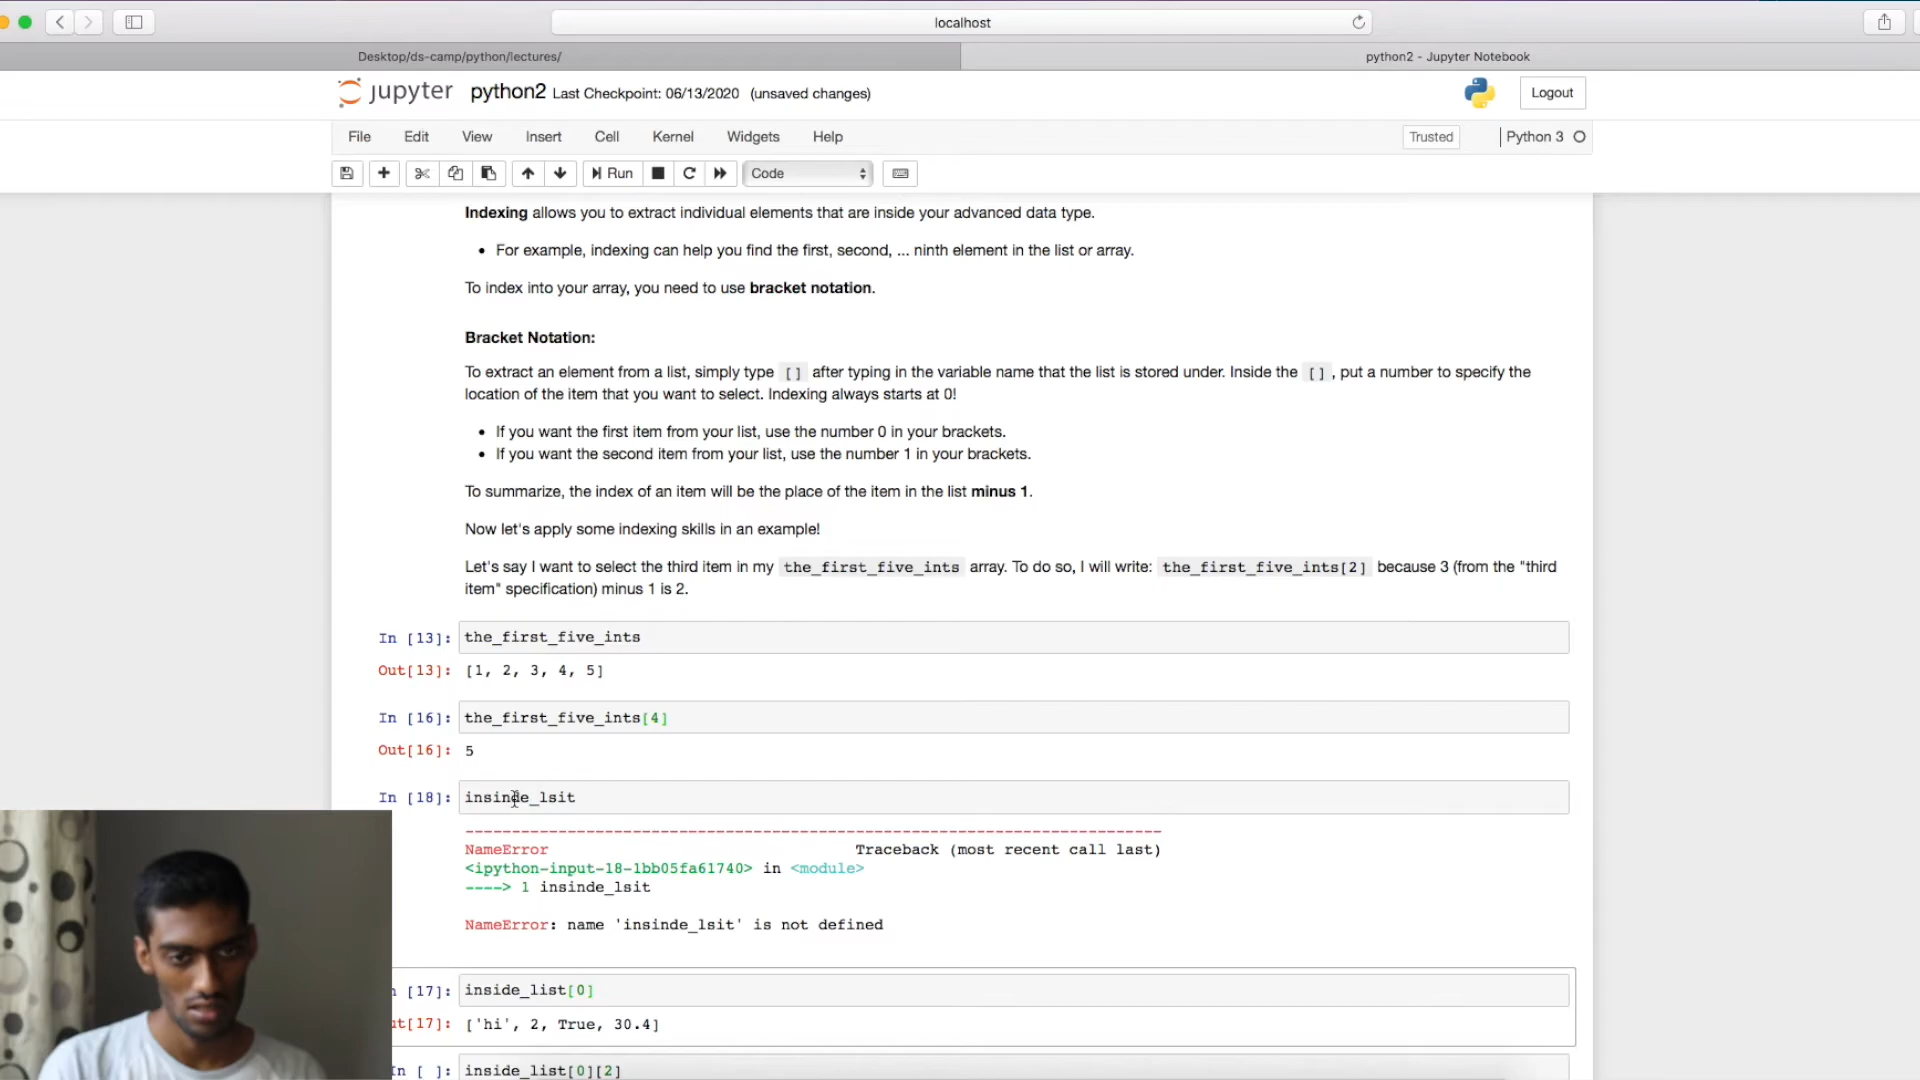 localhost
Desktop/ds-camp/python/lectures/
python2 - Jupyter Notebook
jupyter python2 Last Checkpoint: 06/13/2020 (unsaved changes)
Logout
File Edit View Insert Cell Kernel Widgets Help
Trusted
Python 3
Run
Code
Indexing allows you to extract individual elements that are inside your advanced data type.
• For example, indexing can help you find the first, second, ... ninth element in the list or array.
To index into your array, you need to use bracket notation.
Bracket Notation:
To extract an element from a list, simply type [] after typing in the variable name that the list is stored under. Inside the [], put a number to specify the
location of the item that you want to select. Indexing always starts at 0!
• If you want the first item from your list, use the number 0 in your brackets.
• If you want the second item from your list, use the number 1 in your brackets.
To summarize, the index of an item will be the place of the item in the list minus 1.
Now let's apply some indexing skills in an example!
Let's say I want to select the third item in my the_first_five_ints array. To do so, I will write: the_first_five_ints[2] because 3 (from the "third
item" specification) minus 1 is 2.
In [13]: the_first_five_ints
Out[13]: [1, 2, 3, 4, 5]
In [16]: the_first_five_ints[4]
Out[16]: 5
In [18]: insinde_lsit
---------------------------------------------------------------------------
NameError Traceback (most recent call last)
<ipython-input-18-1bb05fa61740> in <module>
----> 1 insinde_lsit
NameError: name 'insinde_lsit' is not defined
n [17]: inside_list[0]
ut[17]: ['hi', 2, True, 30.4]
n [ ]: inside_list[0][2]